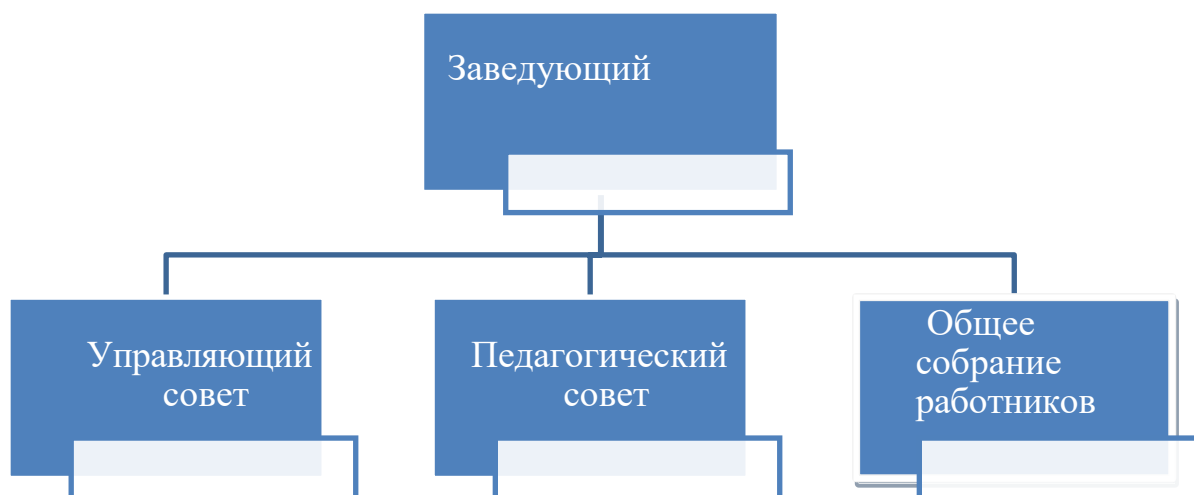 Заведующий
Управляющий
совет
Педагогический
совет
Общее
собрание
работников